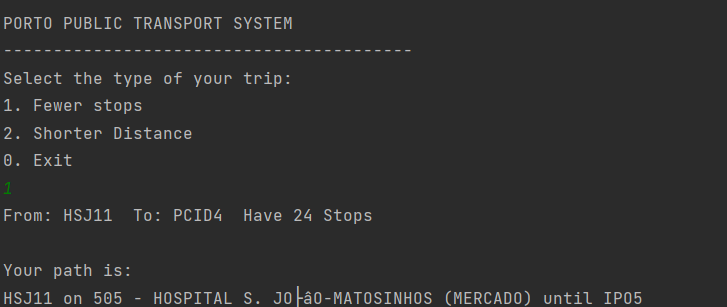 PORTO PUBLIC TRANSPORT SYSTEM
-----------------------------------------
Select the type of your trip:
1. Fewer stops
2. Shorter Distance
0. Exit
1
From: HSJ11  To: PCID4  Have 24 Stops
Your path is:
HSJ11 on 505 - HOSPITAL S. JO├âO-MATOSINHOS (MERCADO) until IPO5